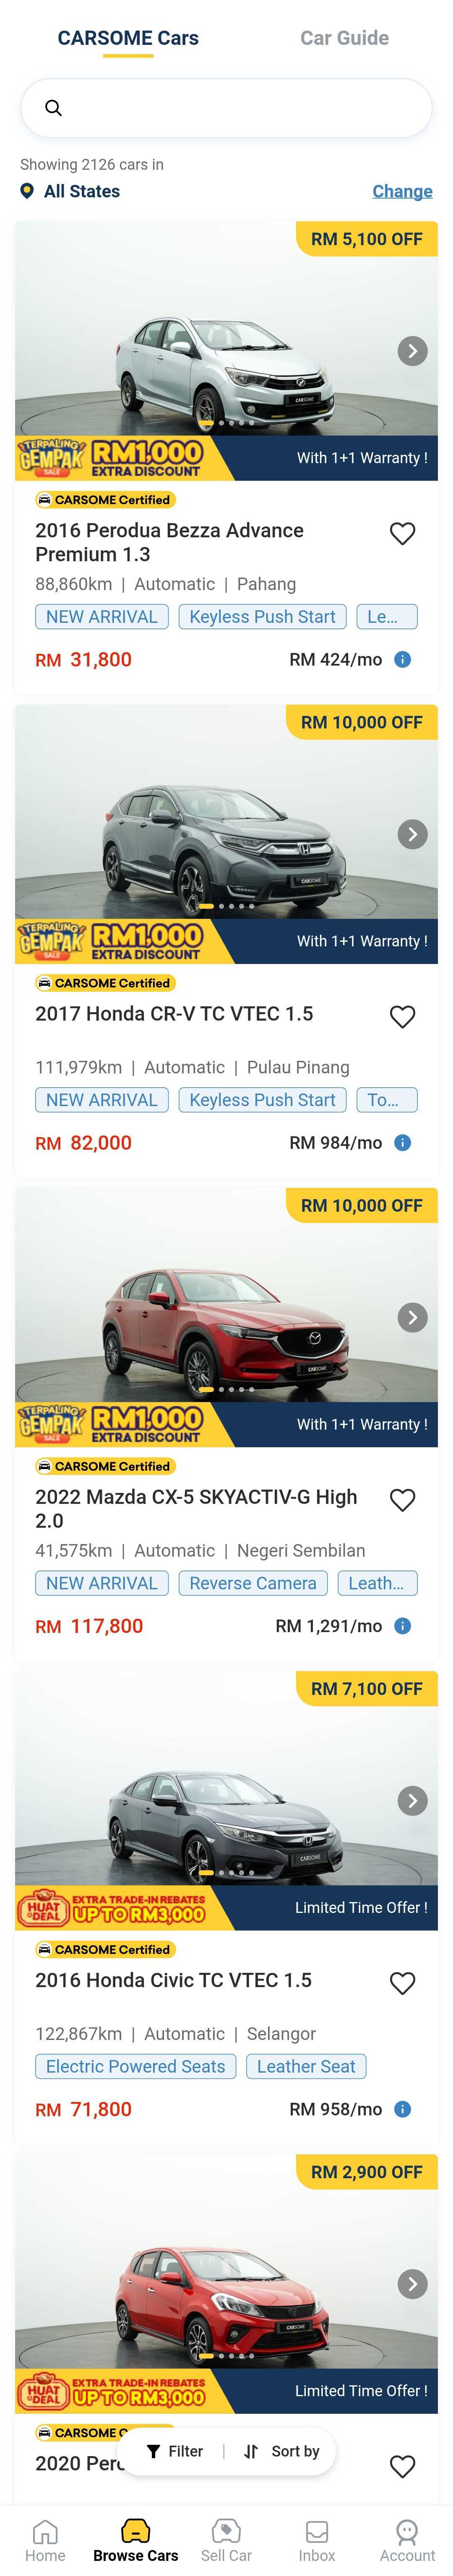 CARSOME Cars
Car Guide
Showing 2126 cars in
All States
Change
RM 5,100 OFF
CARSOME
TERPALING GEMPAK SALE
RM1,000
EXTRA DISCOUNT
With 1+1 Warranty !
CARSOME Certified
2016 Perodua Bezza Advance
Premium 1.3
88,860km | Automatic | Pahang
NEW ARRIVAL
Keyless Push Start
Le...
RM 31,800
RM 424/mo
RM 10,000 OFF
CARSOME
TERPALING GEMPAK SALE
RM1,000
EXTRA DISCOUNT
With 1+1 Warranty !
CARSOME Certified
2017 Honda CR-V TC VTEC 1.5
111,979km | Automatic | Pulau Pinang
NEW ARRIVAL
Keyless Push Start
To...
RM 82,000
RM 984/mo
RM 10,000 OFF
CARSOME
TERPALING GEMPAK SALE
RM1,000
EXTRA DISCOUNT
With 1+1 Warranty !
CARSOME Certified
2022 Mazda CX-5 SKYACTIV-G High
2.0
41,575km | Automatic | Negeri Sembilan
NEW ARRIVAL
Reverse Camera
Leath...
RM 117,800
RM 1,291/mo
RM 7,100 OFF
CARSOME
HUAT DEAL
EXTRA TRADE-IN REBATES
UP TO RM3,000
Limited Time Offer !
CARSOME Certified
2016 Honda Civic TC VTEC 1.5
122,867km | Automatic | Selangor
Electric Powered Seats
Leather Seat
RM 71,800
RM 958/mo
RM 2,900 OFF
CARSOME
HUAT DEAL
EXTRA TRADE-IN REBATES
UP TO RM3,000
Limited Time Offer !
CARSOME C
2020 Pero
Filter | Sort by
Home
Browse Cars
Sell Car
Inbox
Account